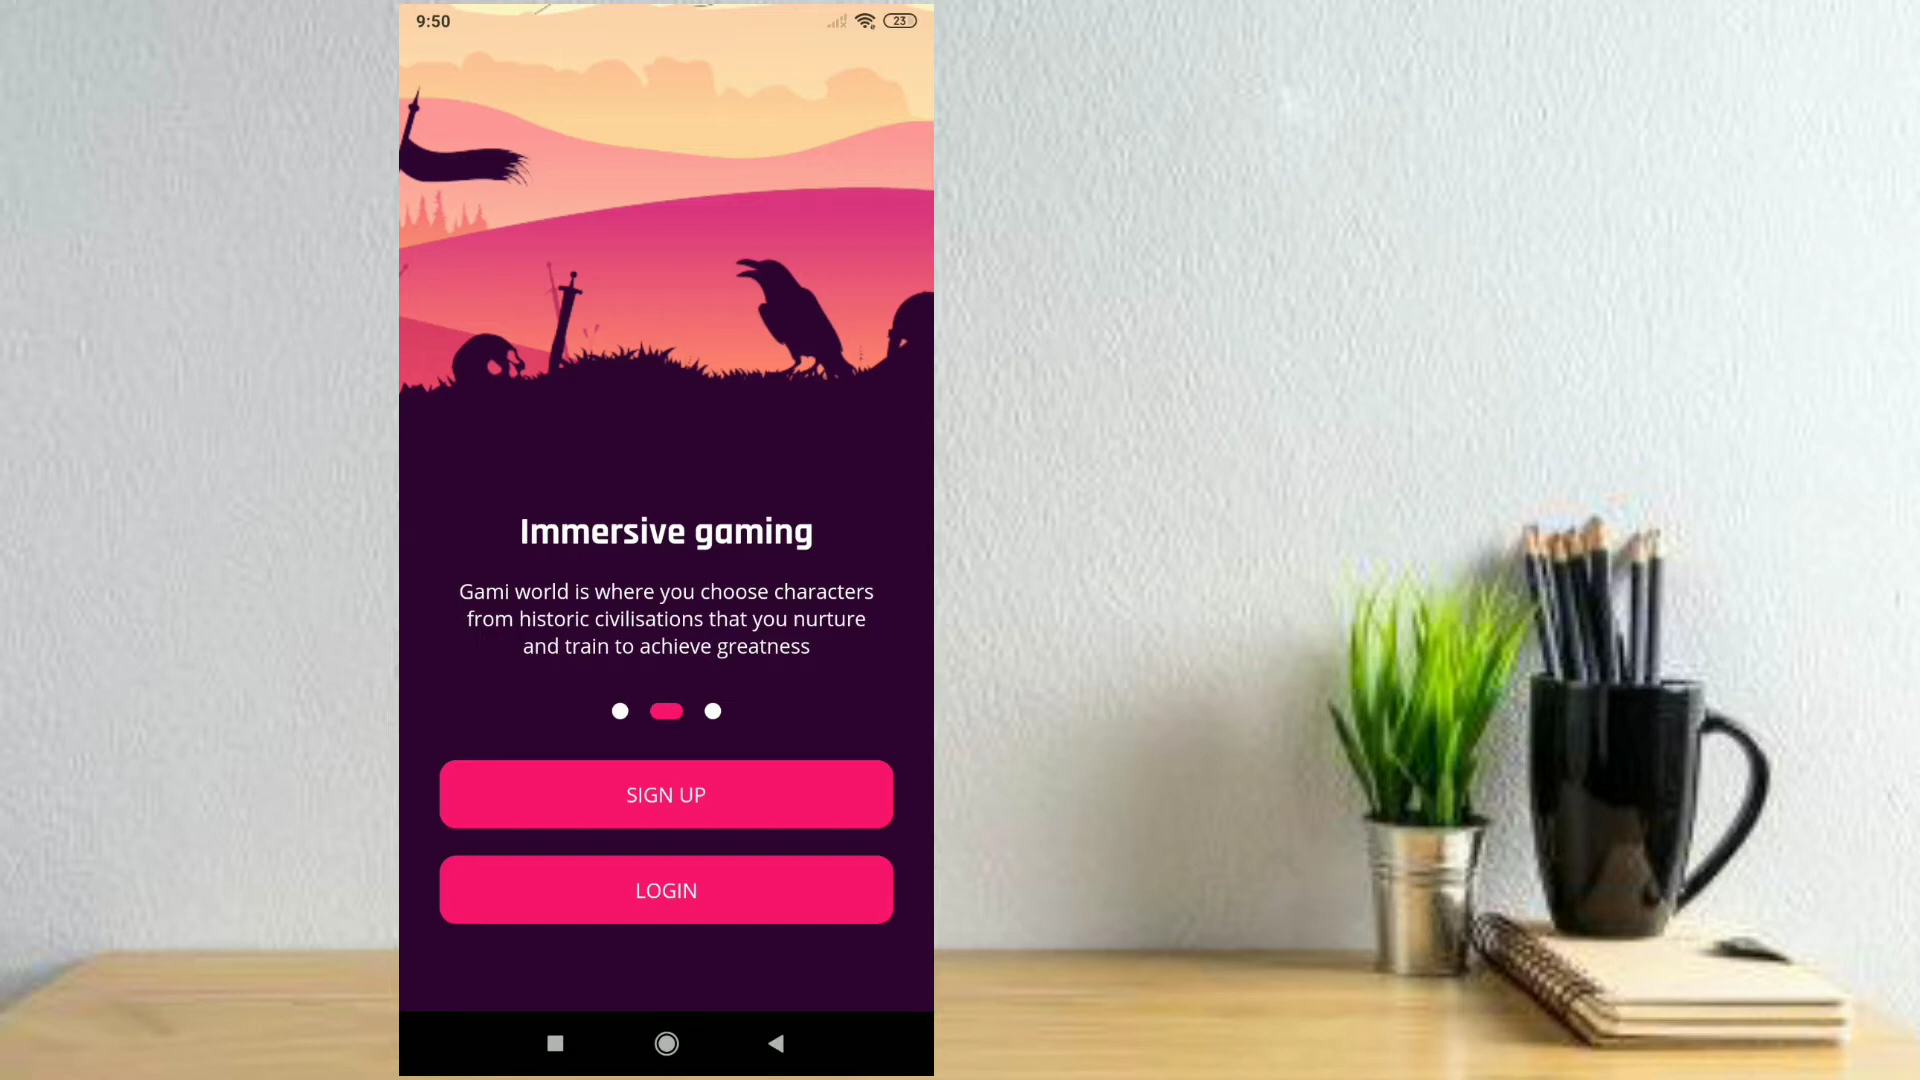 9:50
23
Immersive gaming
Gami world is where you choose characters
from historic civilisations that you nurture
and train to achieve greatness
SIGN UP
LOGIN